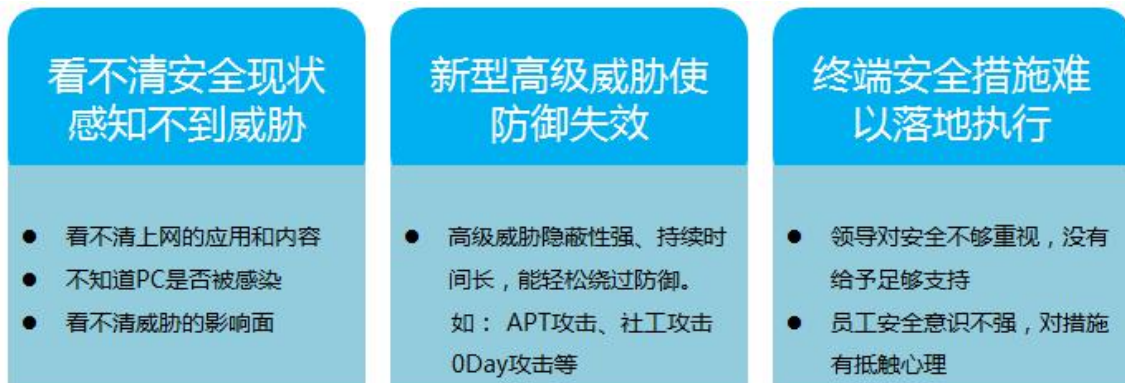 看不清安全现状
感知不到威胁
● 看不清上网的应用和内容
● 不知道PC是否被感染
● 看不清威胁的影响面
新型高级威胁使
防御失效
● 高级威胁隐蔽性强、持续时
间长，能轻松绕过防御。
如： APT攻击、社工攻击
0Day攻击等
终端安全措施难
以落地执行
● 领导对安全不够重视，没有
给予足够支持
● 员工安全意识不强，对措施
有抵触心理